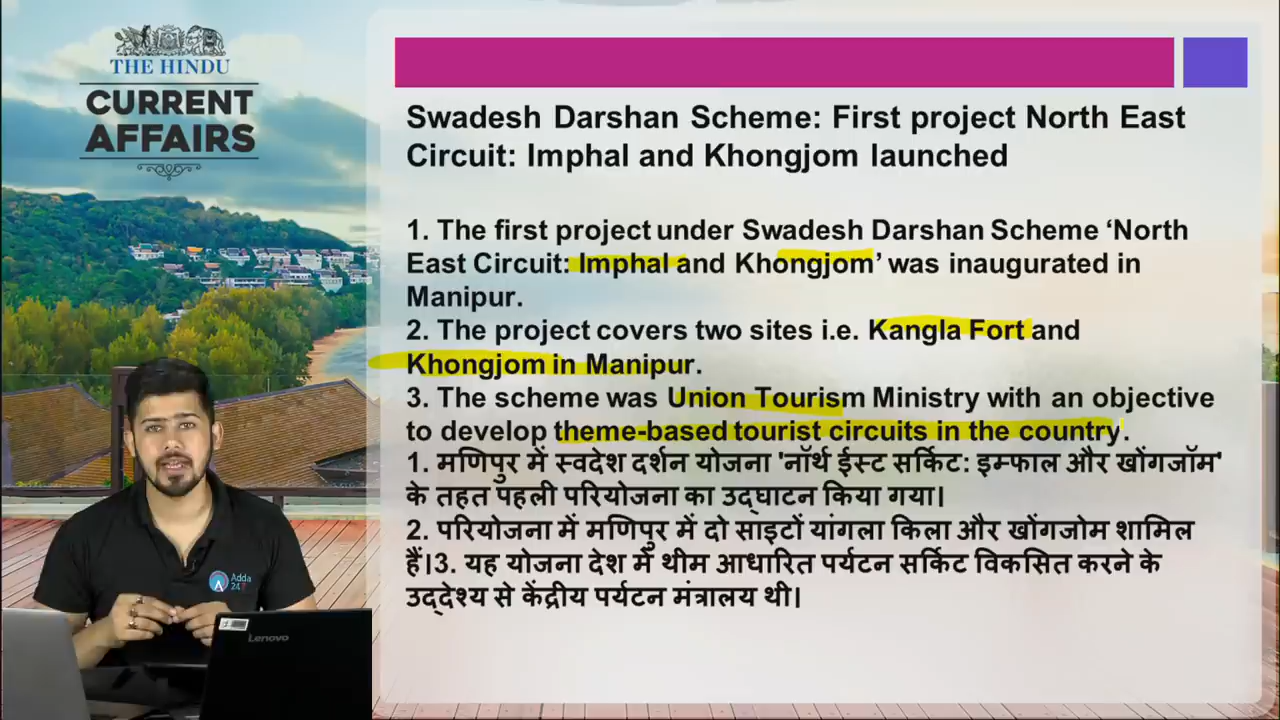 THE HINDU
CURRENT
AFFAIRS
Swadesh Darshan Scheme: First project North East
Circuit: Imphal and Khongjom launched
1. The first project under Swadesh Darshan Scheme ‘North
East Circuit: Imphal and Khongjom’ was inaugurated in
Manipur.
2. The project covers two sites i.e. Kangla Fort and
Khongjom in Manipur.
3. The scheme was Union Tourism Ministry with an objective
to develop theme-based tourist circuits in the country.
1. मणिपुर में स्वदेश दर्शन योजना 'नॉर्थ ईस्ट सर्किट: इम्फाल और खोंगजॉम'
के तहत पहली परियोजना का उद्घाटन किया गया।
2. परियोजना में मणिपुर में दो साइटों यांगला किला और खोंगजोम शामिल
हैं।3. यह योजना देश में थीम आधारित पर्यटन सर्किट विकसित करने के
उद्देश्य से केंद्रीय पर्यटन मंत्रालय थी।
Adda
247
Lenovo